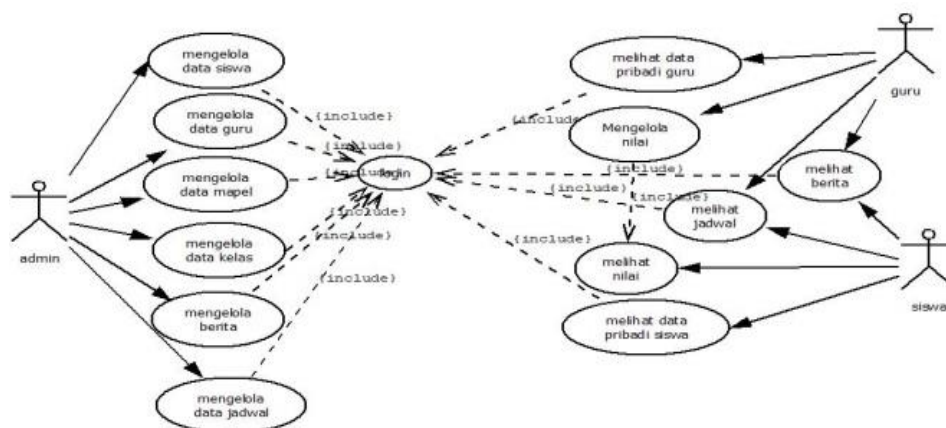 mengelola
data siswa
mengelola
data guru
mengelola
data mapel
mengelola
data kelas
mengelola
berita
mengelola
data jadwal
admin
{include}
{include}
{include}
{include}
{include}
{include}
login
melihat data
pribadi guru
Mengelola
nilai
melihat
berita
melihat
jadwal
melihat
nilai
melihat data
pribadi siswa
{include}
{include}
{include}
{include}
guru
siswa